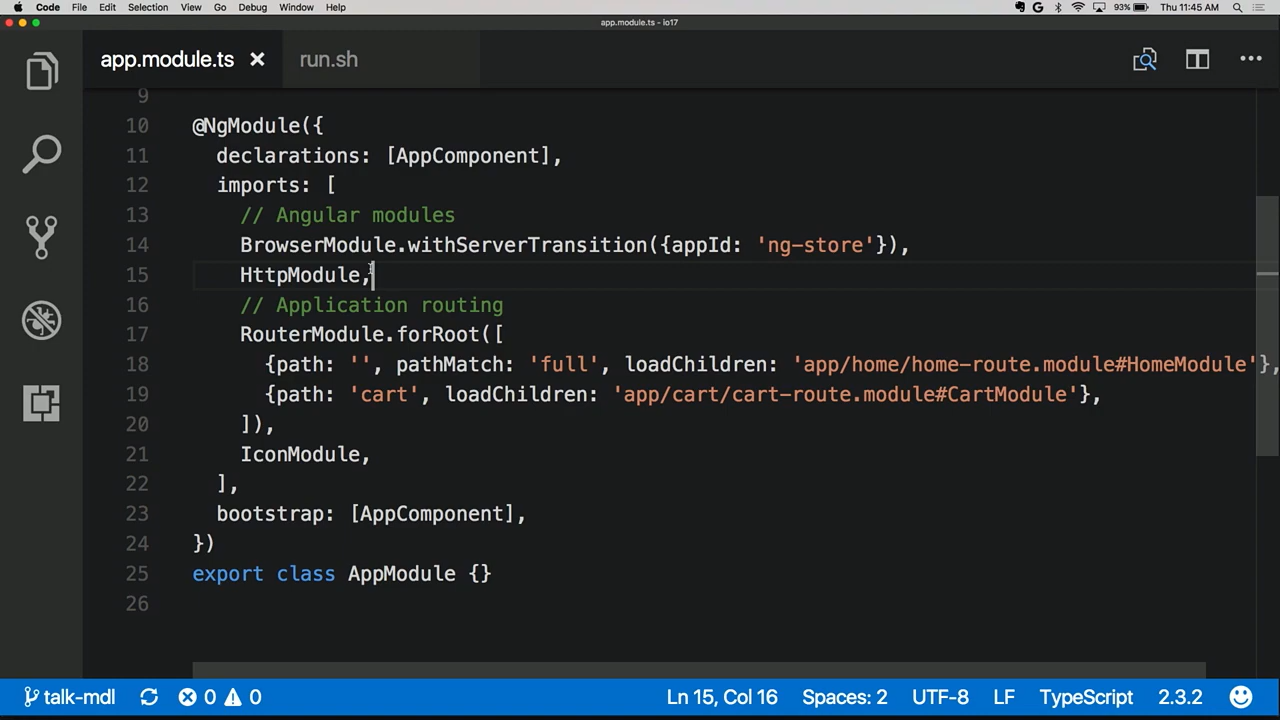 Code File Edit Selection View Go Debug Window Help 93% Thu 11:45 AM
app.module.ts - io17
app.module.ts × run.sh
9
10 @NgModule({
11 declarations: [AppComponent],
12 imports: [
13 // Angular modules
14 BrowserModule.withServerTransition({appId: 'ng-store'}),
15 HttpModule,
16 // Application routing
17 RouterModule.forRoot([
18 {path: '', pathMatch: 'full', loadChildren: 'app/home/home-route.module#HomeModule'},
19 {path: 'cart', loadChildren: 'app/cart/cart-route.module#CartModule'},
20 ]),
21 IconModule,
22 ],
23 bootstrap: [AppComponent],
24 })
25 export class AppModule {}
26
talk-mdl 0 0 Ln 15, Col 16 Spaces: 2 UTF-8 LF TypeScript 2.3.2